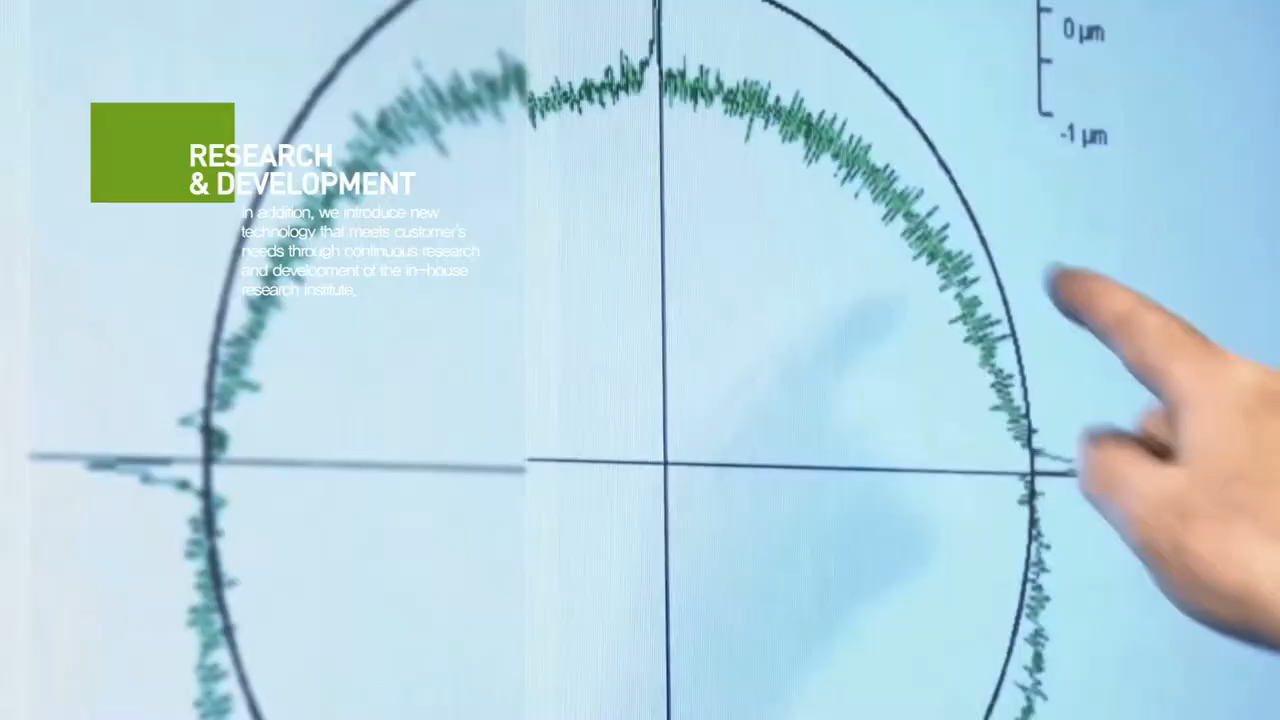 0 µm
-1 µm
RESEARCH
& DEVELOPMENT
In addition, we introduce new
technology that meets customer's
needs through continuous research
and development of the in-house
research institute.